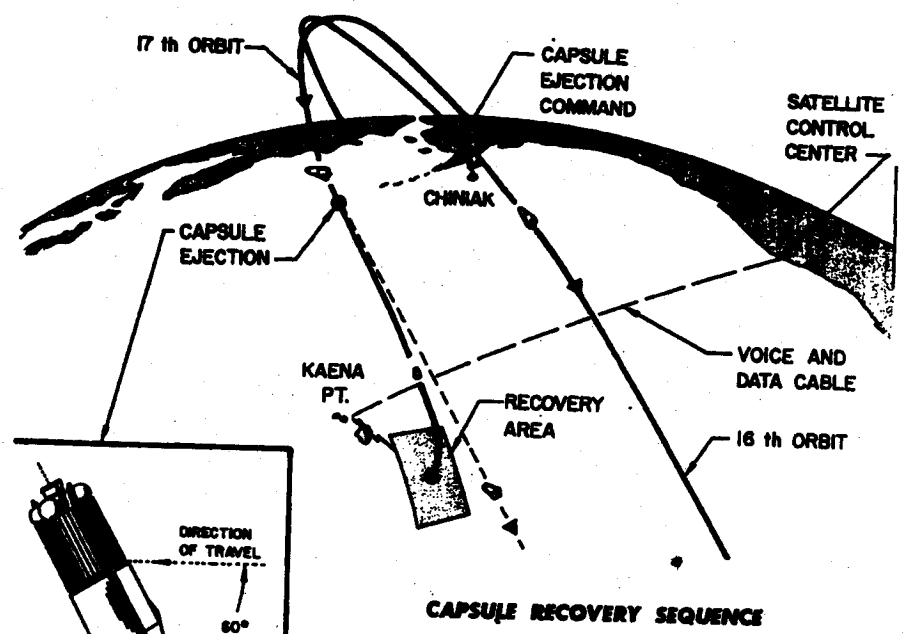 17 th ORBIT
CAPSULE
EJECTION
COMMAND
SATELLITE
CONTROL
CENTER
CHINIAK
CAPSULE
EJECTION
VOICE AND
DATA CABLE
KAENA
PT.
RECOVERY
AREA
16 th ORBIT
DIRECTION
OF TRAVEL
60°
CAPSULE RECOVERY SEQUENCE